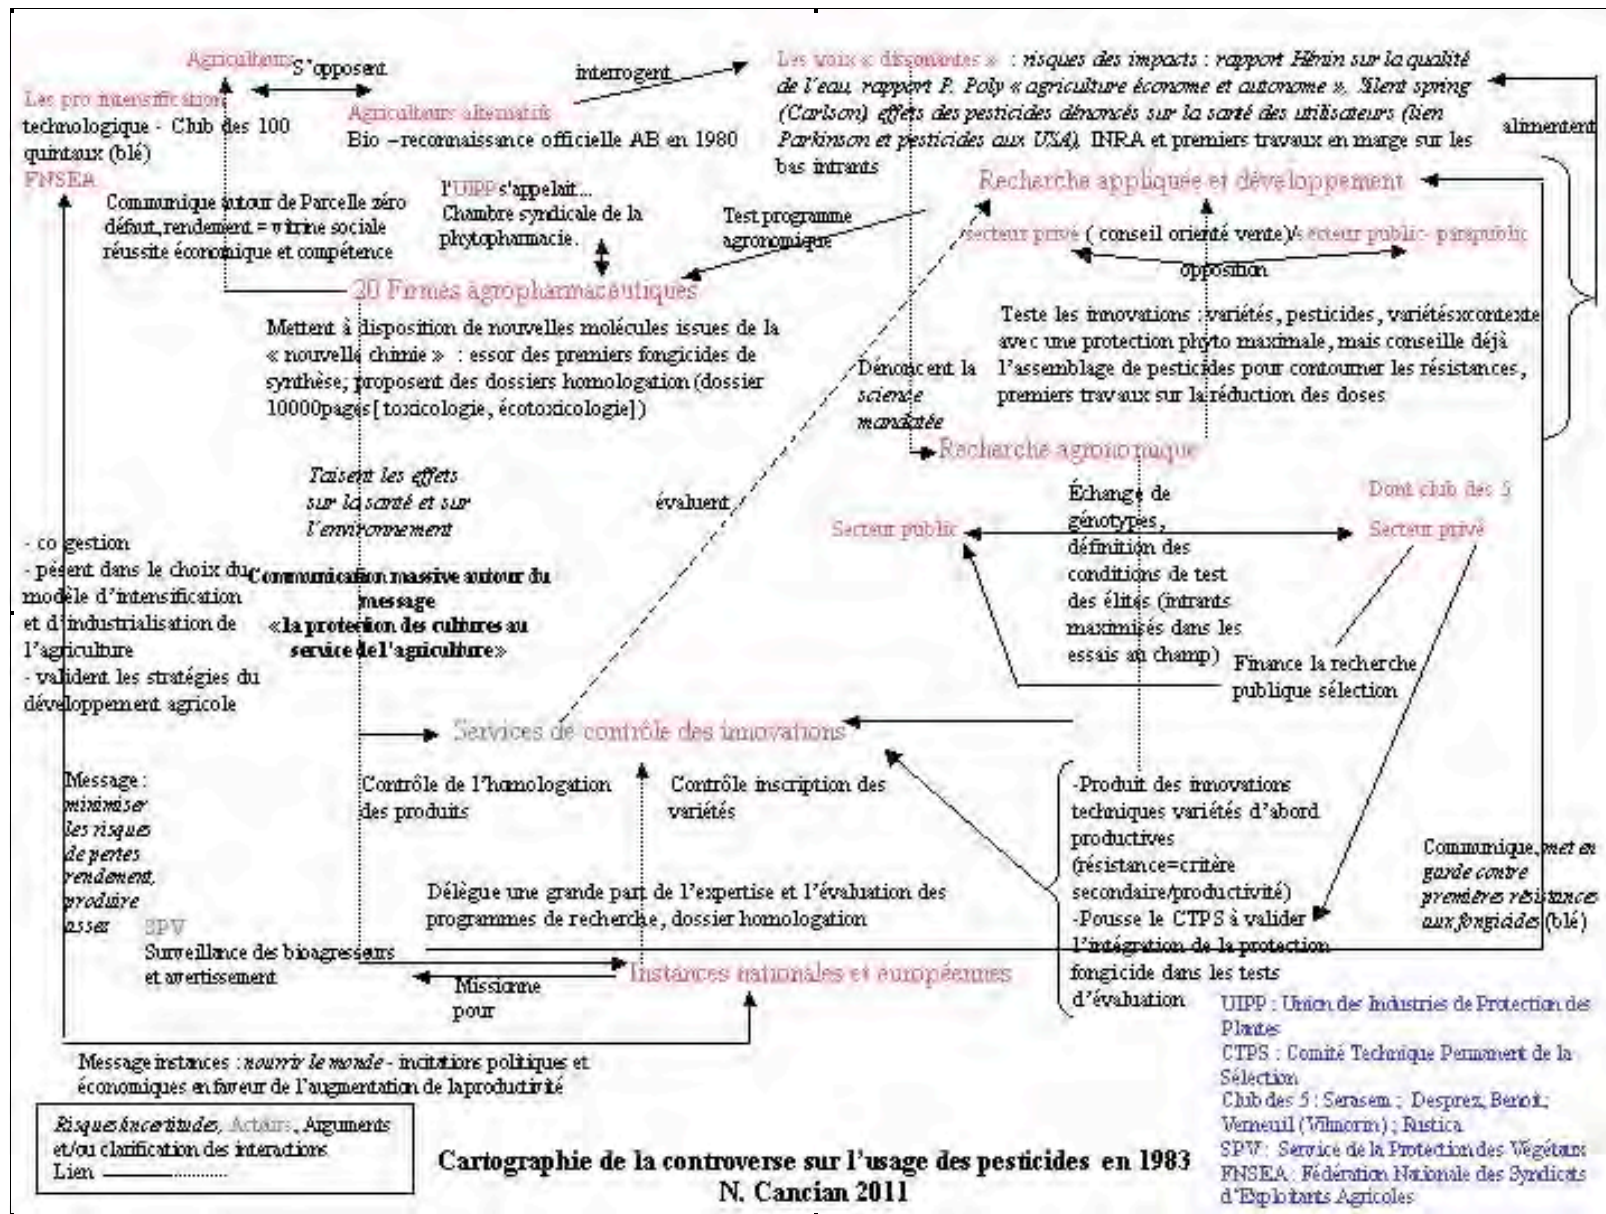 Agriculteurs
S'opposent
Les pro intensification
technologique - Club des 100
quintaux (blé)
FNSEA
Agriculteurs alternatifs
Bio – reconnaissance officielle AB en 1980
interrogent
Les voix « dissonantes » : risques des impacts : rapport Hénin sur la qualité
de l'eau, rapport P. Poly « agriculture économe et autonome », Silent spring
(Carlson) effets des pesticides dénoncés sur la santé des utilisateurs (lien
Parkinson et pesticides aux USA), INRA et premiers travaux en marge sur les
bas intrants
alimentent
Communique autour de Parcelle zéro
défaut, rendement = vitrine sociale
réussite économique et compétence
l'UIPP s'appelait...
Chambre syndicale de la
phytopharmacie.
Test programme
agronomique
Recherche appliquée et développement
secteur privé ( conseil orienté vente)/secteur public- parapublic
opposition
20 Firmes agropharmaceutiques
Mettent à disposition de nouvelles molécules issues de la
« nouvelle chimie » : essor des premiers fongicides de
synthèse; proposent des dossiers homologation (dossier
10000pages [ toxicologie, écotoxicologie])
Teste les innovations : variétés, pesticides, variétésxcontexte
avec une protection phyto maximale, mais conseille déjà
l'assemblage de pesticides pour contourner les résistances,
premiers travaux sur la réduction des doses
Dénoncent la
science
mandatée
Recherche agronomique
Taisent les effets
sur la santé et sur
l'environnement
évaluent
Échange de
génotypes,
définition des
conditions de test
des élites (intrants
maximisés dans les
essais au champ)
Dont club des 5
Secteur public
Secteur privé
- co gestion
- pèsent dans le choix du
modèle d'intensification
et d'industrialisation de
l'agriculture
- valident les stratégies du
développement agricole
Communication massive autour du
message
« la protection des cultures au
service de l'agriculture »
Finance la recherche
publique sélection
Services de contrôle des innovations
Message :
minimiser
les risques
de pertes
rendement,
produire
assez
Contrôle de l'homologation
des produits
Contrôle inscription des
variétés
-Produit des innovations
techniques variétés d'abord
productives
(résistance=critère
secondaire/productivité)
-Pousse le CTPS à valider
l'intégration de la protection
fongicide dans les tests
d'évaluation
Communique, met en
garde contre
premières résistances
aux fongicides (blé)
Délègue une grande part de l'expertise et l'évaluation des
programmes de recherche, dossier homologation
SPV
Surveillance des bioagresseurs
et avertissement
Missionne
pour
Instances nationales et européennes
Message instances : nourrir le monde - incitations politiques et
économiques en faveur de l'augmentation de la productivité
UIPP : Union des Industries de Protection des
Plantes
CTPS : Comité Technique Permanent de la
Sélection
Club des 5 : Serasem ; Desprez, Benoit ;
Verneuil (Vilmorin) ; Rustica
SPV : Service de la Protection des Végétaux
FNSEA : Fédération Nationale des Syndicats
d'Exploitants Agricoles
Risques/incertitudes, Acteurs, Arguments
et/ou clarification des interactions
Lien
Cartographie de la controverse sur l'usage des pesticides en 1983
N. Cancian 2011